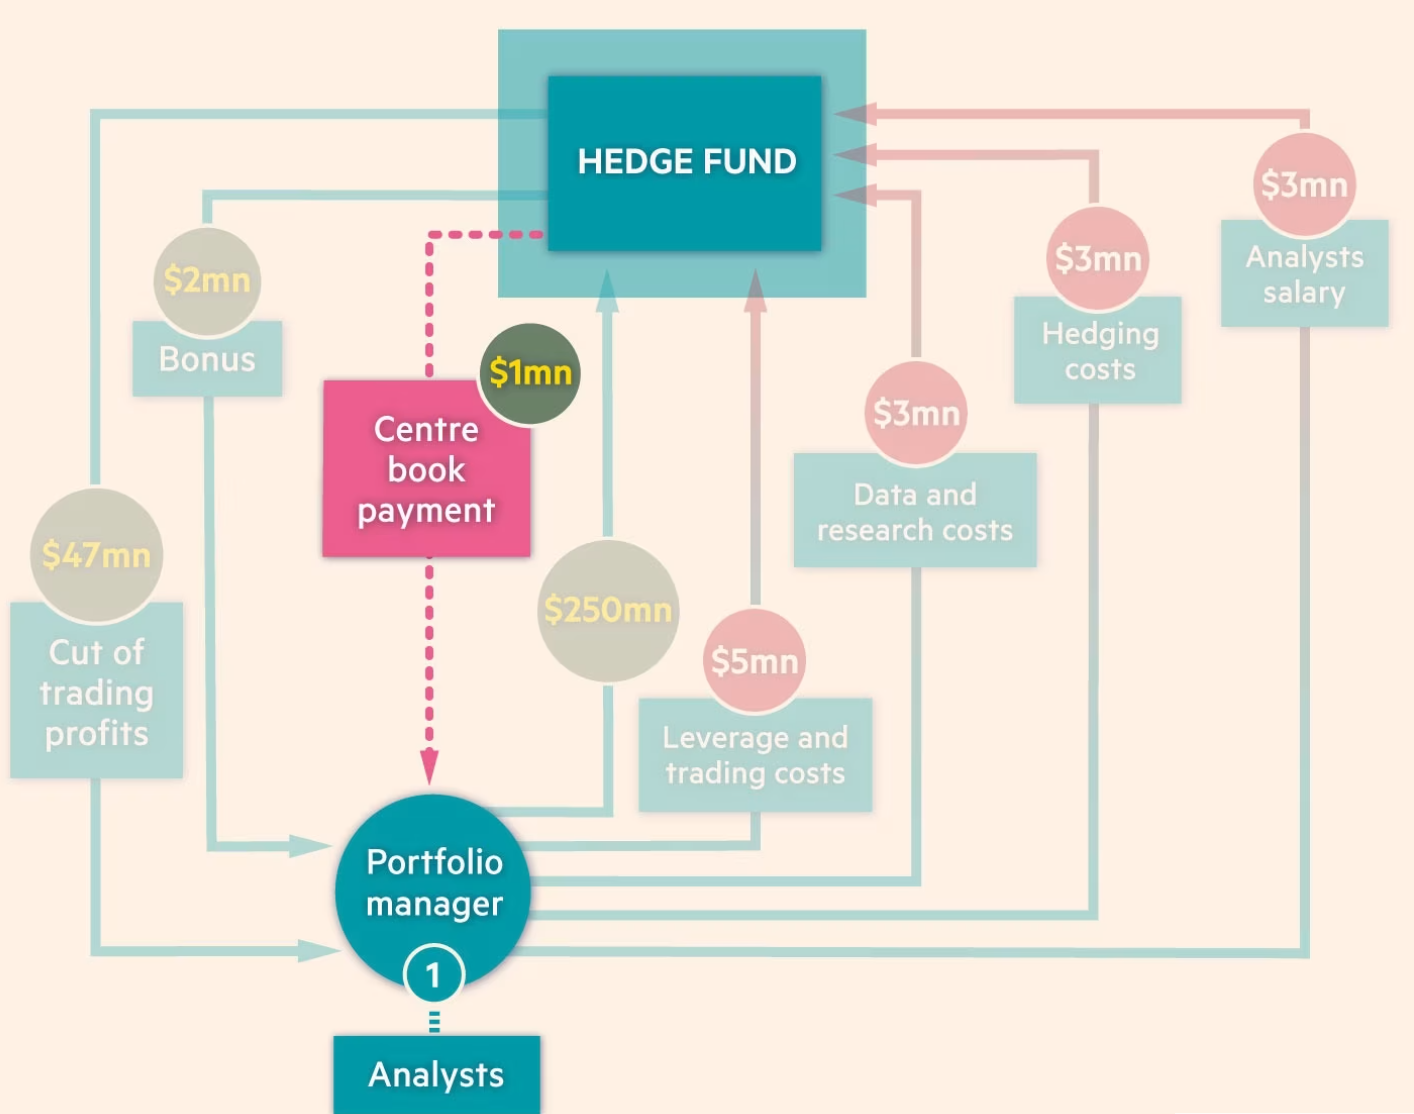 HEDGE FUND
$3mn
Analysts
salary
$3mn
Hedging
costs
$2mn
Bonus
$1mn
Centre
book
payment
$3mn
Data and
research costs
$47mn
Cut of
trading
profits
$250mn
$5mn
Leverage and
trading costs
Portfolio
manager
1
Analysts